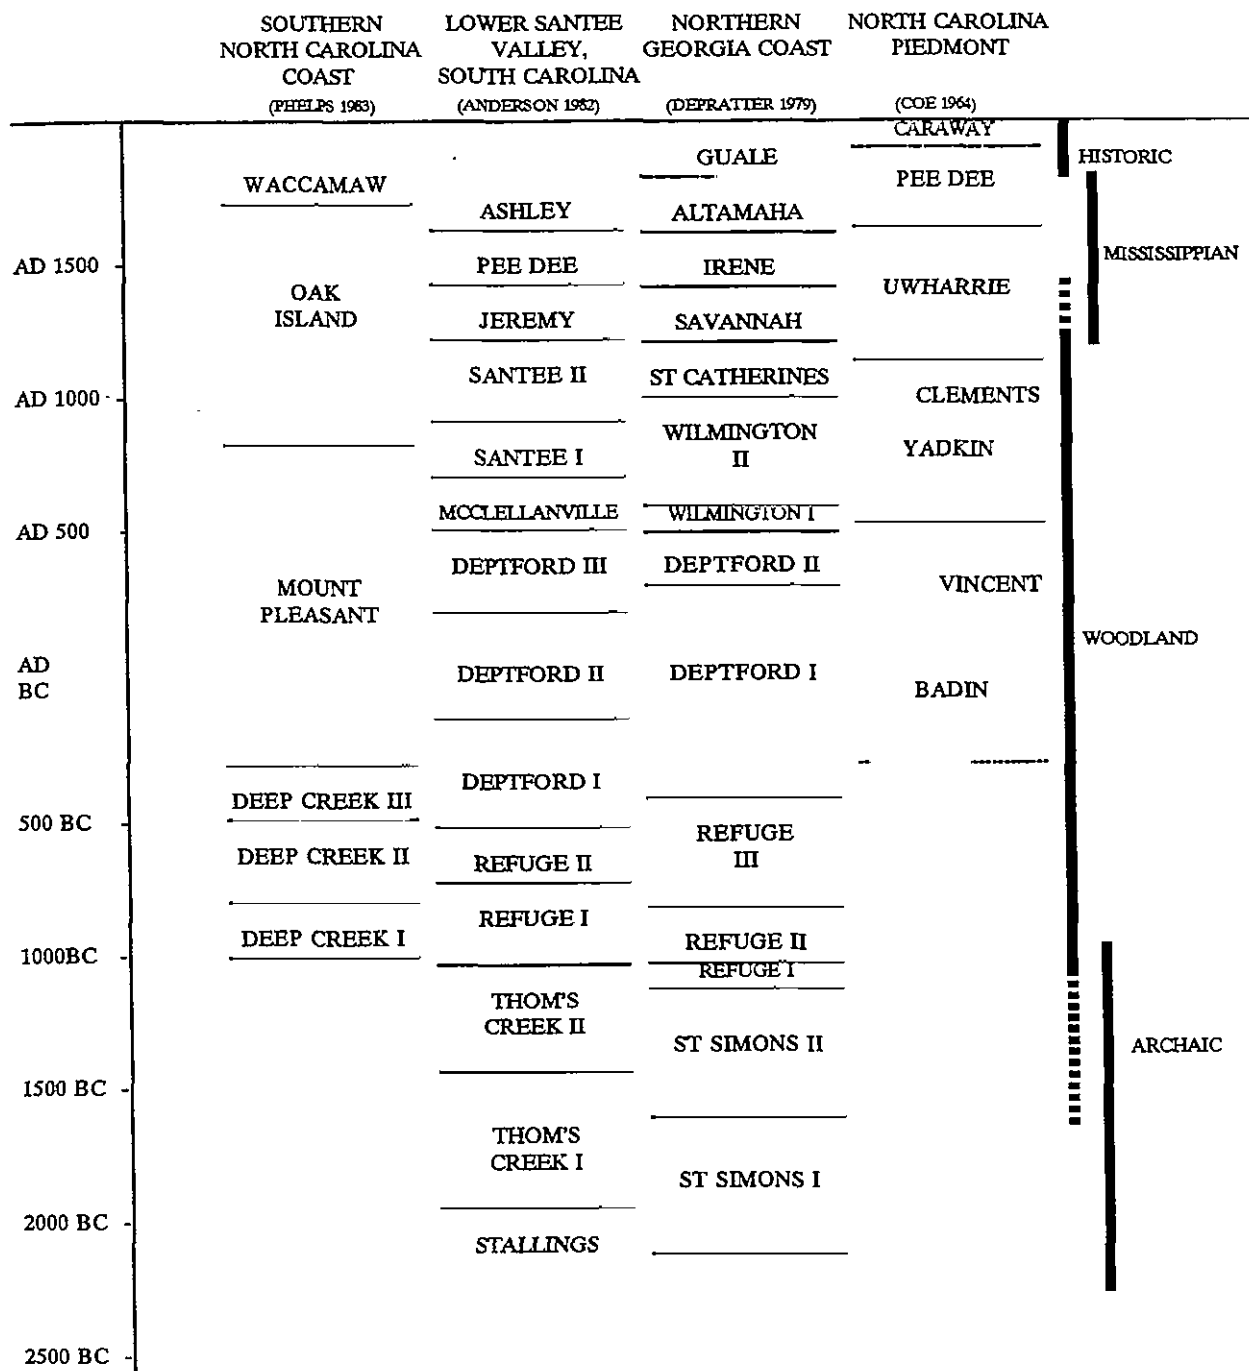 SOUTHERN
NORTH CAROLINA
COAST
(PHELPS 1983)
LOWER SANTEE
VALLEY,
SOUTH CAROLINA
(ANDERSON 1982)
NORTHERN
GEORGIA COAST
(DEPRATTER 1979)
NORTH CAROLINA
PIEDMONT
(COE 1964)
AD 1500
AD 1000
AD 500
AD
BC
500 BC
1000BC
1500 BC
2000 BC
2500 BC
WACCAMAW
OAK
ISLAND
MOUNT
PLEASANT
DEEP CREEK III
DEEP CREEK II
DEEP CREEK I
ASHLEY
PEE DEE
JEREMY
SANTEE II
SANTEE I
MCCLELLANVILLE
DEPTFORD III
DEPTFORD II
DEPTFORD I
REFUGE II
REFUGE I
THOM'S
CREEK II
THOM'S
CREEK I
STALLINGS
GUALE
ALTAMAHA
IRENE
SAVANNAH
ST CATHERINES
WILMINGTON
II
WILMINGTON I
DEPTFORD II
DEPTFORD I
REFUGE
III
REFUGE II
REFUGE I
ST SIMONS II
ST SIMONS I
CARAWAY
PEE DEE
UWHARRIE
CLEMENTS
YADKIN
VINCENT
BADIN
HISTORIC
MISSISSIPPIAN
WOODLAND
ARCHAIC